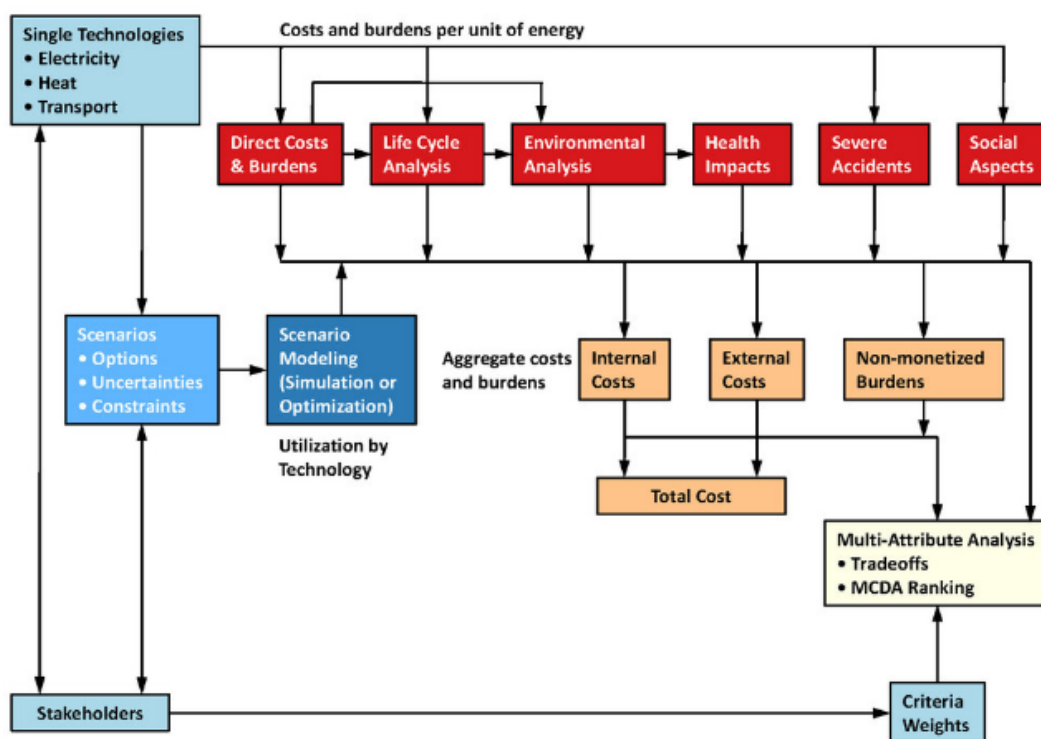 Single Technologies
• Electricity
• Heat
• Transport
Costs and burdens per unit of energy
Direct Costs
& Burdens
Life Cycle
Analysis
Environmental
Analysis
Health
Impacts
Severe
Accidents
Social
Aspects
Scenarios
• Options
• Uncertainties
• Constraints
Scenario
Modeling
(Simulation or
Optimization)
Utilization by
Technology
Aggregate costs
and burdens
Internal
Costs
External
Costs
Non-monetized
Burdens
Total Cost
Multi-Attribute Analysis
• Tradeoffs
• MCDA Ranking
Stakeholders
Criteria
Weights